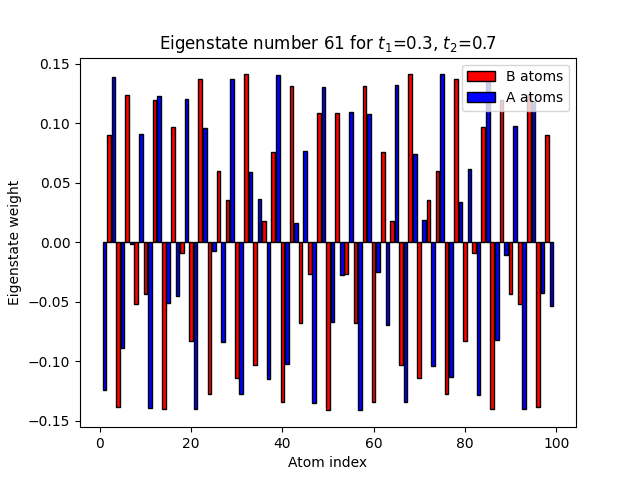 Eigenstate number 61 for t₁=0.3, t₂=0.7
B atoms
A atoms
Eigenstate weight
0.15
0.10
0.05
0.00
−0.05
−0.10
−0.15
0 20 40 60 80 100
Atom index